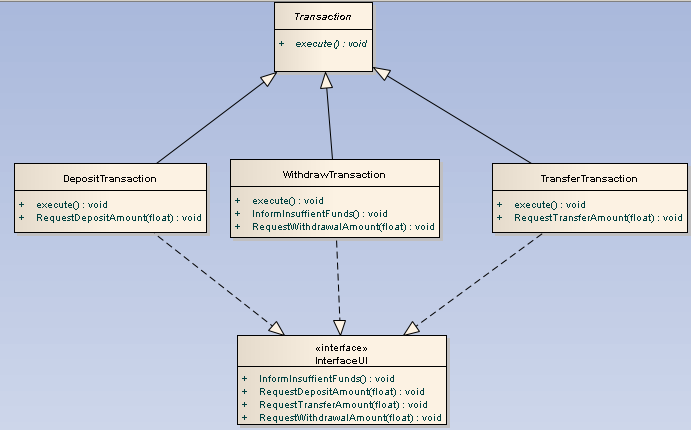 Transaction
+ execute() : void
DepositTransaction
+ execute() : void
+ RequestDepositAmount(float) : void
WithdrawTransaction
+ execute() : void
+ InformInsuffientFunds() : void
+ RequestWithdrawalAmount(float) : void
TransferTransaction
+ execute() : void
+ RequestTransferAmount(float) : void
«interface»
InterfaceUI
+ InformInsuffientFunds() : void
+ RequestDepositAmount(float) : void
+ RequestTransferAmount(float) : void
+ RequestWithdrawalAmount(float) : void